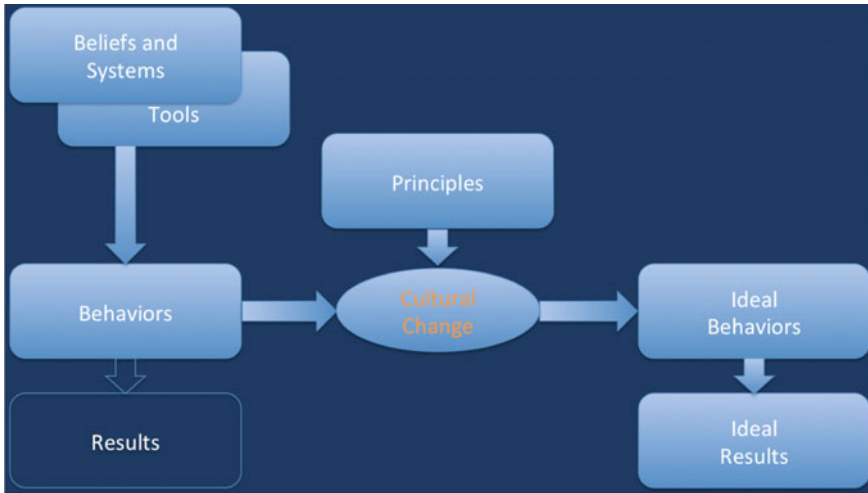 Beliefs and
Systems
Tools
Principles
Behaviors
Cultural
Change
Ideal
Behaviors
Results
Ideal
Results